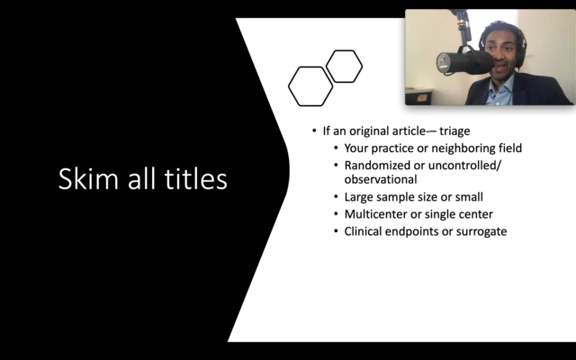 Skim all titles
• If an original article— triage
• Your practice or neighboring field
• Randomized or uncontrolled/
observational
• Large sample size or small
• Multicenter or single center
• Clinical endpoints or surrogate